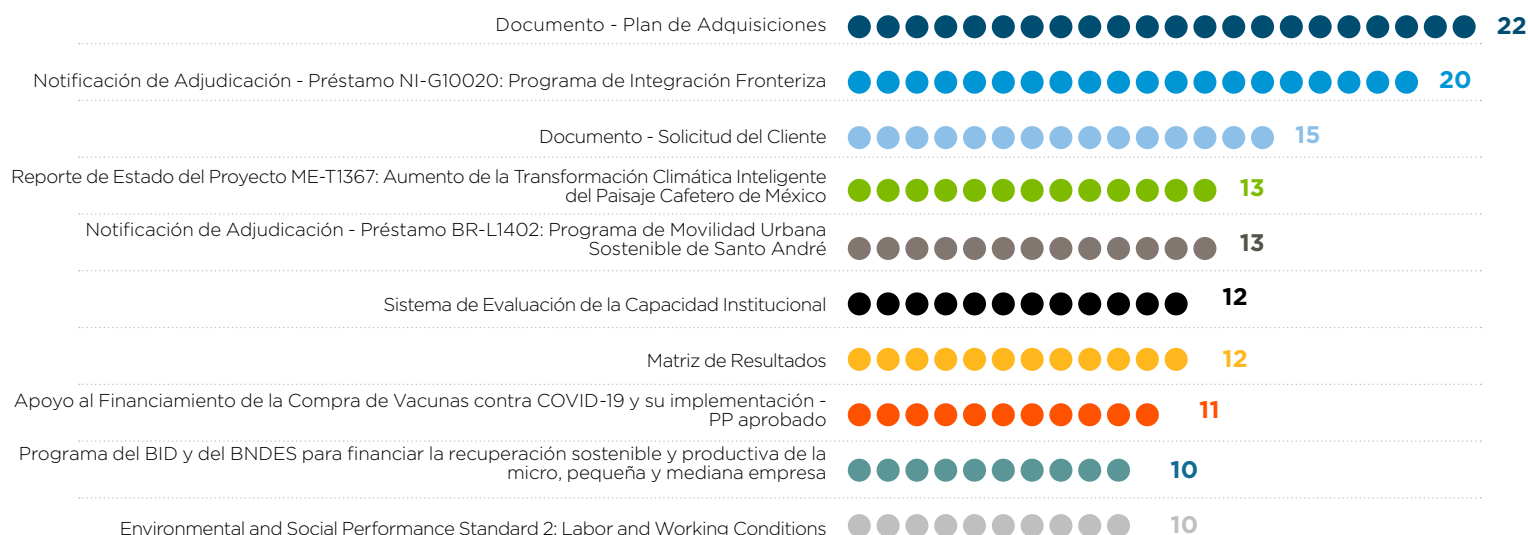 Documento - Plan de Adquisiciones 22
Notificación de Adjudicación - Préstamo NI-G10020: Programa de Integración Fronteriza 20
Documento - Solicitud del Cliente 15
Reporte de Estado del Proyecto ME-T1367: Aumento de la Transformación Climática Inteligente
del Paisaje Cafetero de México 13
Notificación de Adjudicación - Préstamo BR-L1402: Programa de Movilidad Urbana
Sostenible de Santo André 13
Sistema de Evaluación de la Capacidad Institucional 12
Matriz de Resultados 12
Apoyo al Financiamiento de la Compra de Vacunas contra COVID-19 y su implementación -
PP aprobado 11
Programa del BID y del BNDES para financiar la recuperación sostenible y productiva de la
micro, pequeña y mediana empresa 10
Environmental and Social Performance Standard 2: Labor and Working Conditions 10